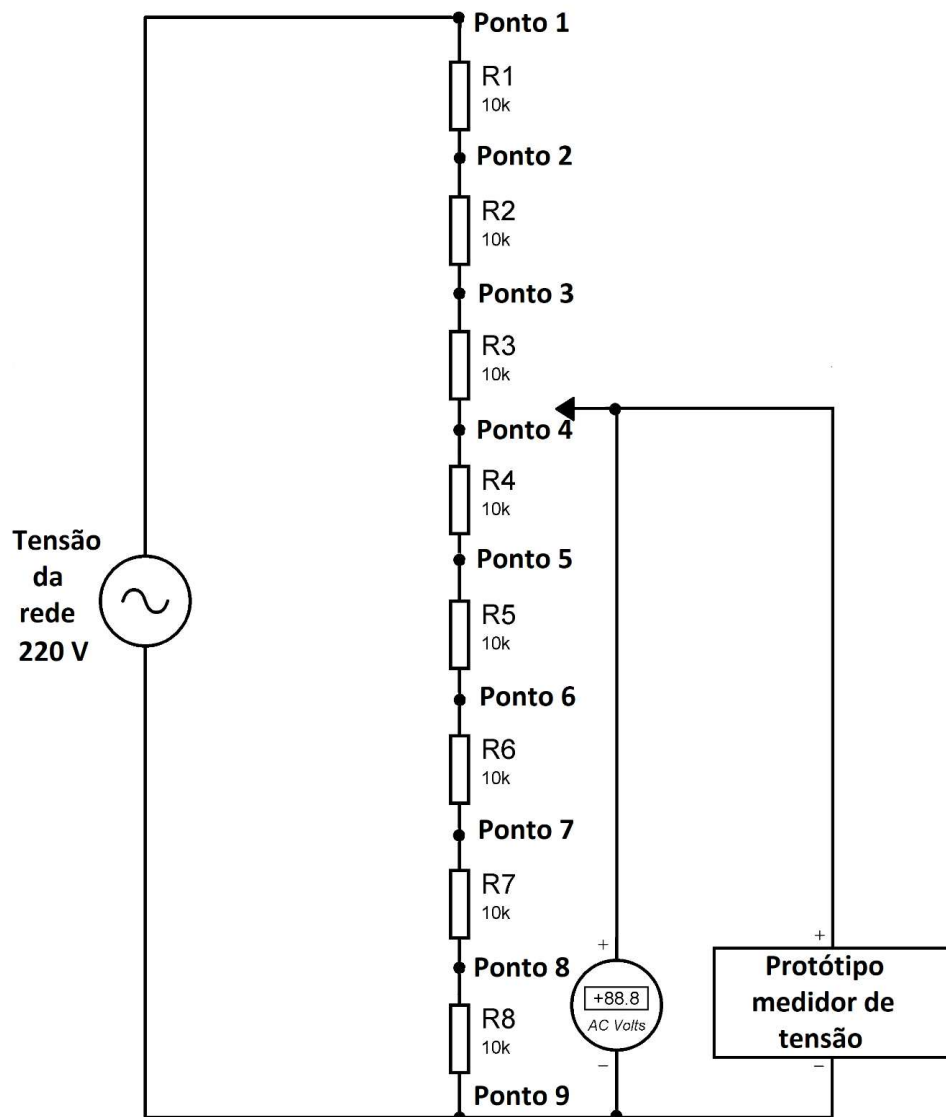 Ponto 1
R1
10k
Ponto 2
R2
10k
Ponto 3
R3
10k
Ponto 4
R4
10k
Ponto 5
R5
10k
Ponto 6
R6
10k
Ponto 7
R7
10k
Ponto 8
R8
10k
Ponto 9
Tensão
da
rede
220 V
+
+88.8
AC Volts
−
+
Protótipo
medidor de
tensão
−